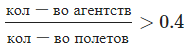 кол − во агентств
кол − во полетов
> 0.4